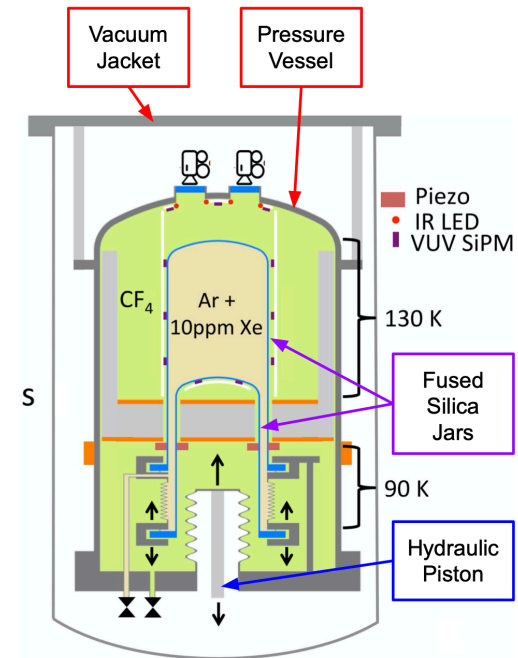 Vacuum
Jacket
Pressure
Vessel
Piezo
IR LED
VUV SiPM
CF4
Ar +
10ppm Xe
130 K
S
Fused
Silica
Jars
90 K
Hydraulic
Piston